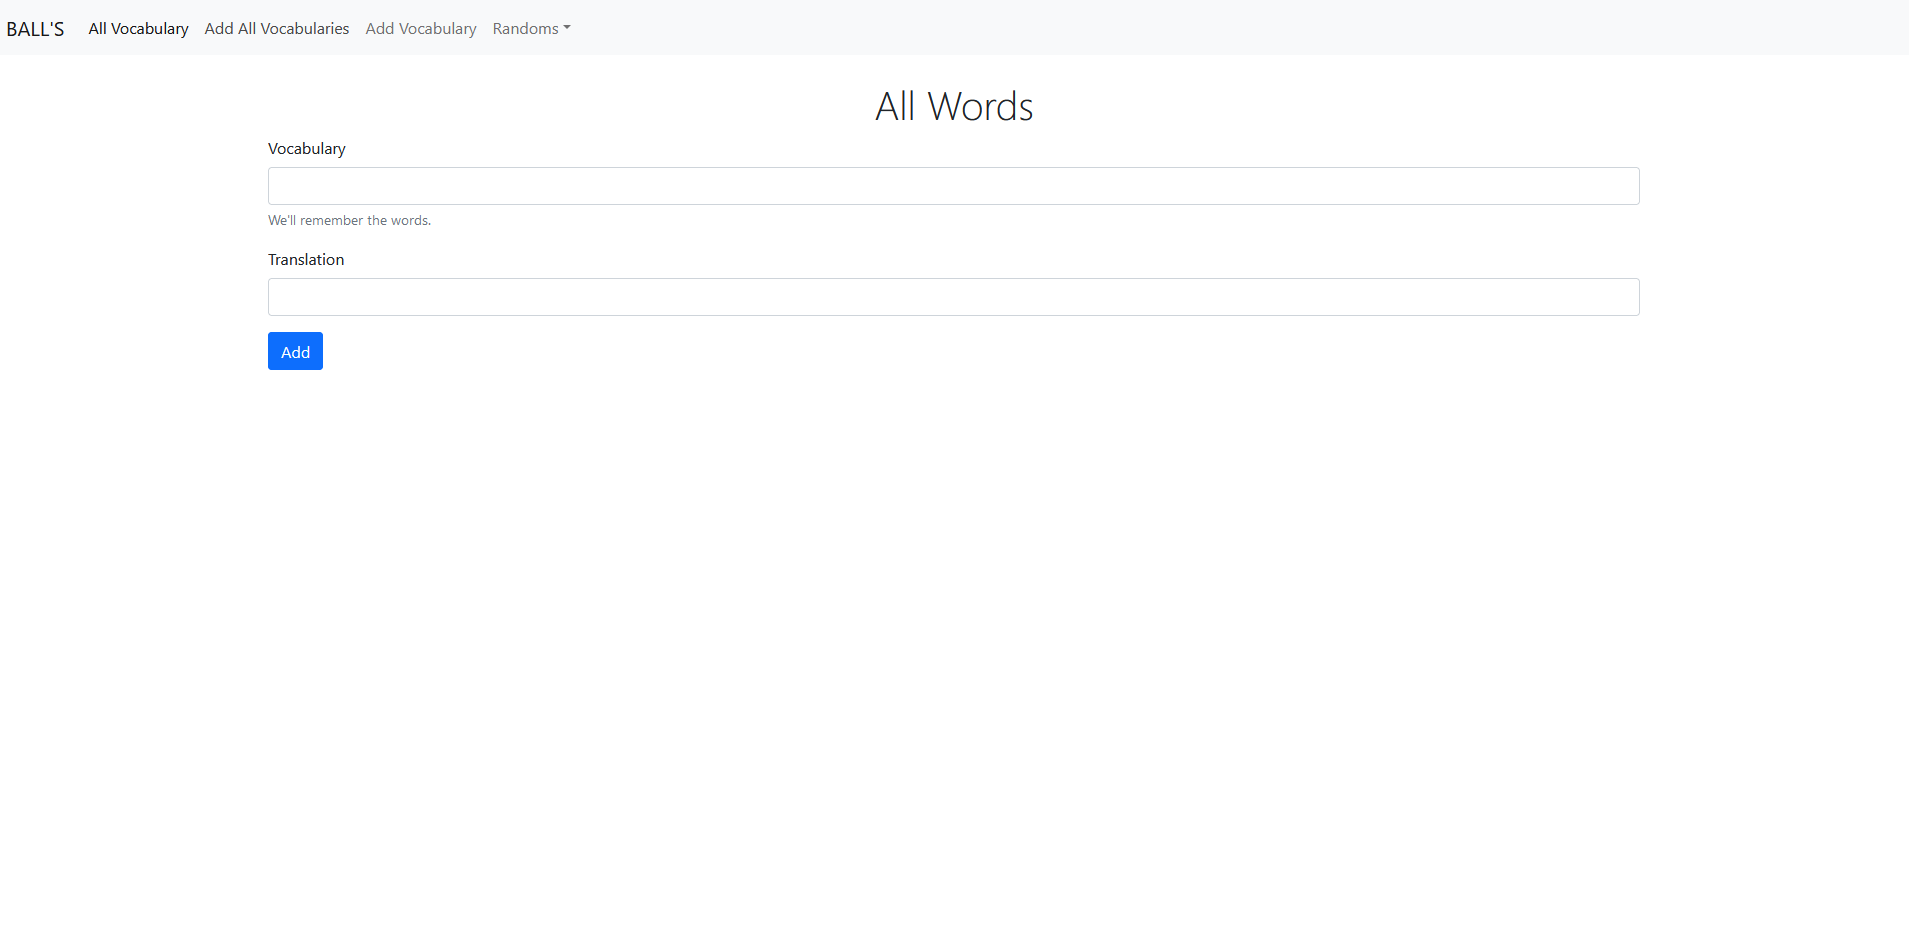 BALL'S All Vocabulary Add All Vocabularies Add Vocabulary Randoms
All Words
Vocabulary
We'll remember the words.
Translation
Add